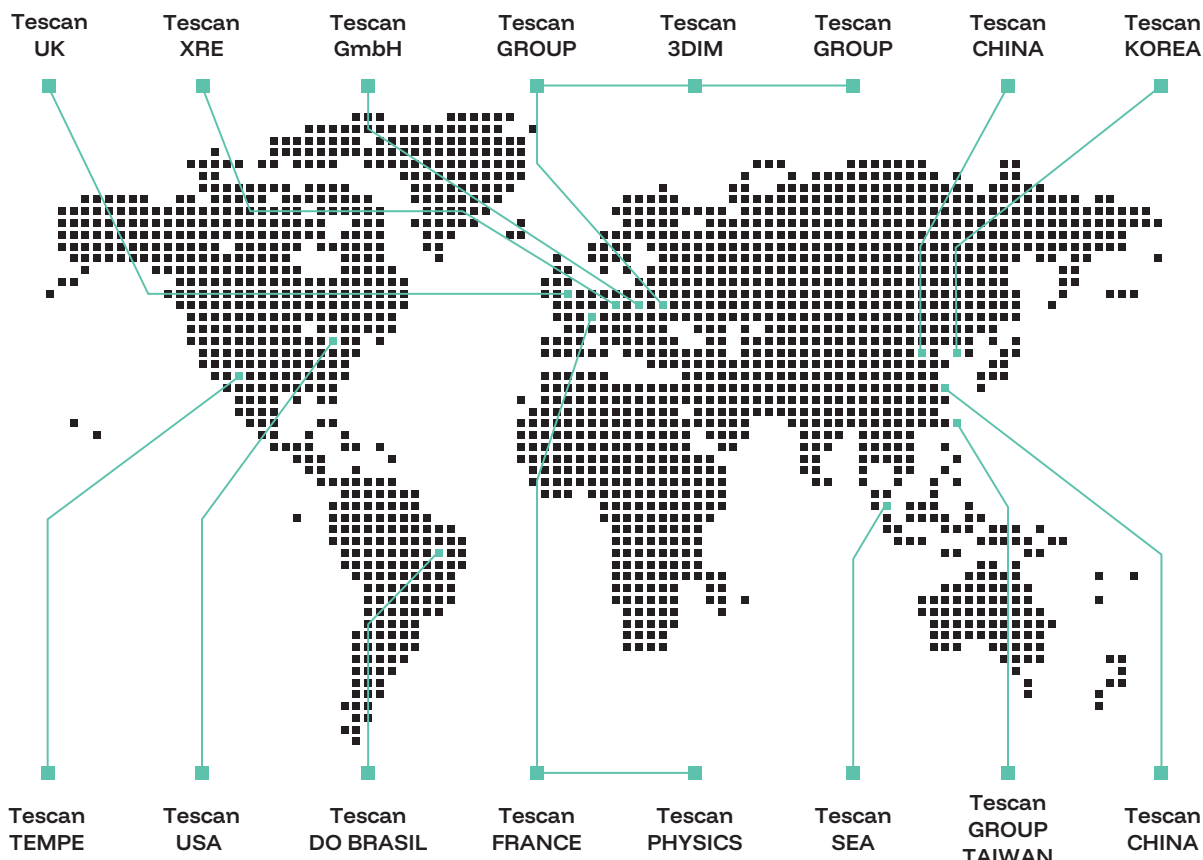 Tescan
UK
Tescan
XRE
Tescan
GmbH
Tescan
GROUP
Tescan
3DIM
Tescan
GROUP
Tescan
CHINA
Tescan
KOREA
Tescan
TEMPE
Tescan
USA
Tescan
DO BRASIL
Tescan
FRANCE
Tescan
PHYSICS
Tescan
SEA
Tescan
GROUP
TAIWAN
Tescan
CHINA